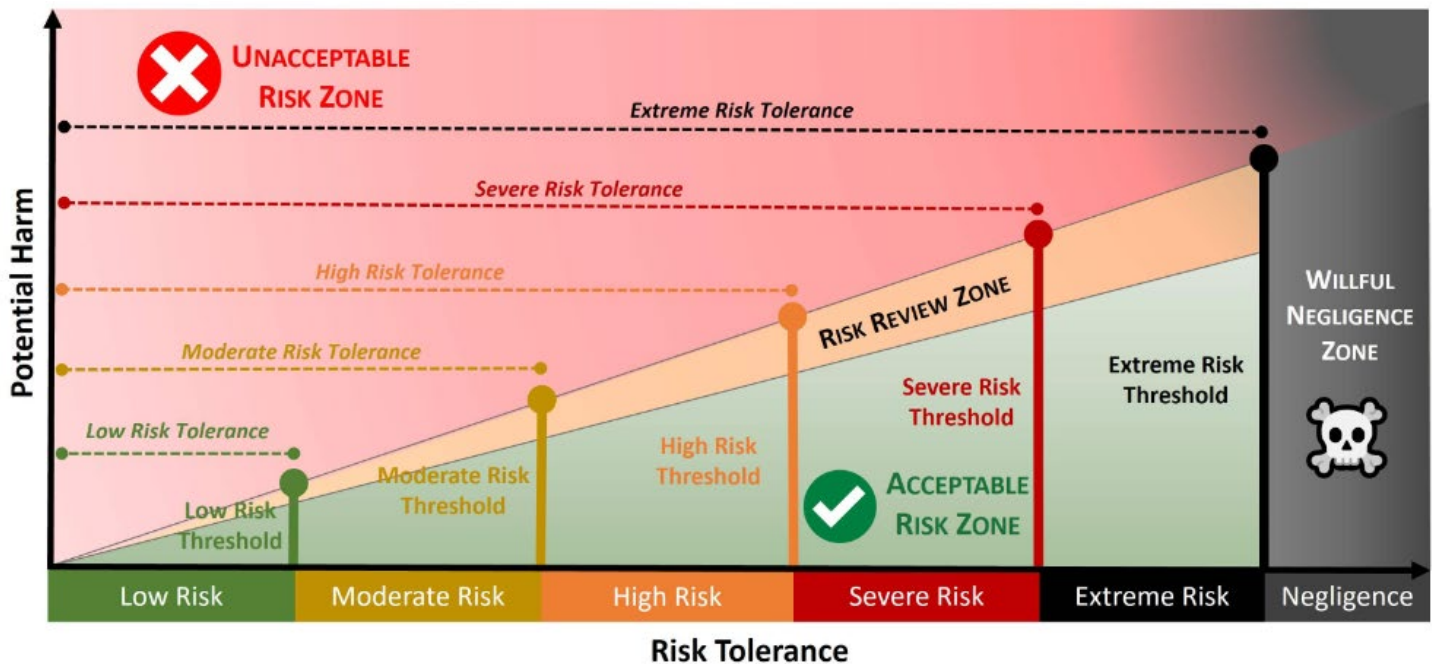 UNACCEPTABLE
RISK ZONE
Extreme Risk Tolerance
Severe Risk Tolerance
High Risk Tolerance
Moderate Risk Tolerance
Low Risk Tolerance
Potential Harm
RISK REVIEW ZONE
WILLFUL
NEGLIGENCE
ZONE
Extreme Risk
Threshold
Severe Risk
Threshold
High Risk
Threshold
Moderate Risk
Threshold
Low Risk
Threshold
ACCEPTABLE
RISK ZONE
Low Risk
Moderate Risk
High Risk
Severe Risk
Extreme Risk
Negligence
Risk Tolerance